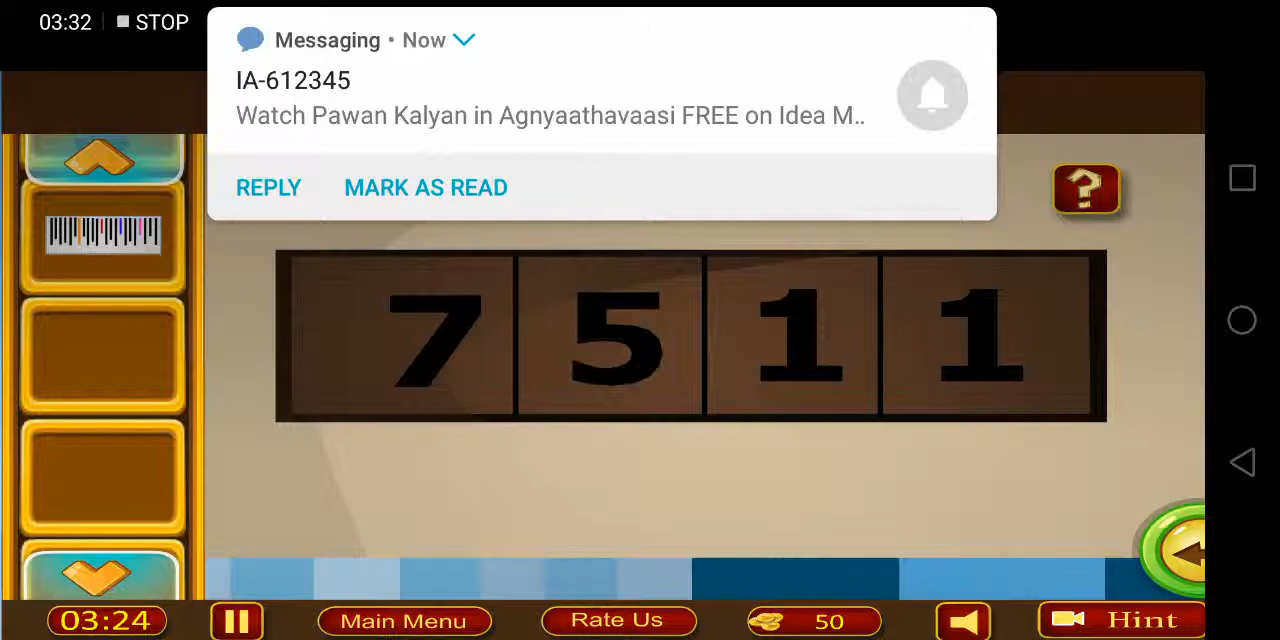 03:32 STOP
Messaging • Now
IA-612345
Watch Pawan Kalyan in Agnyaathavaasi FREE on Idea M..
REPLY MARK AS READ
?
7 5 1 1
03:24 Main Menu Rate Us 50 Hint